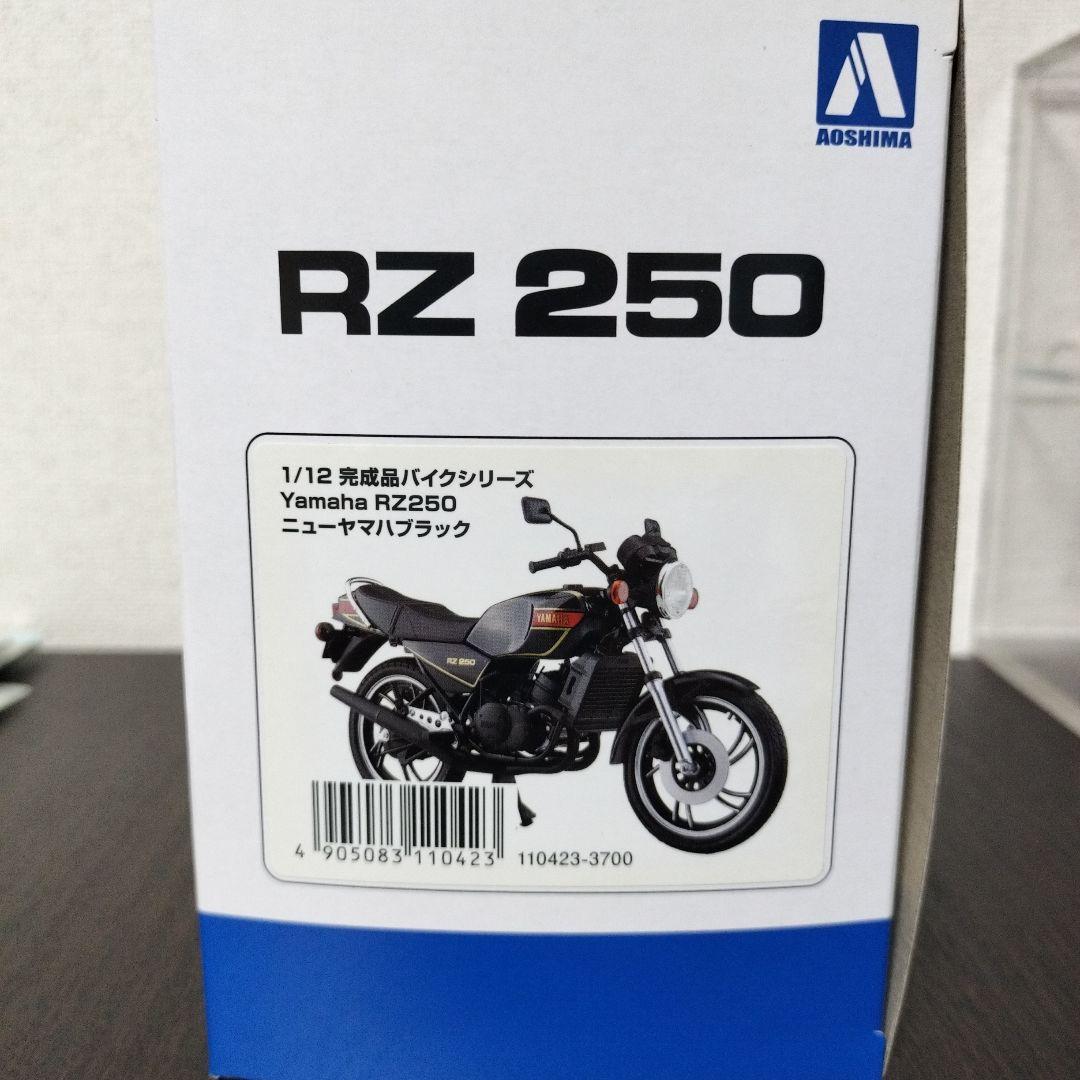 AOSHIMA
RZ 250
1/12 完成品バイクシリーズ
Yamaha RZ250
ニューヤマハブラック
YAMAHA
RZ 250
4 905083 110423
110423-3700